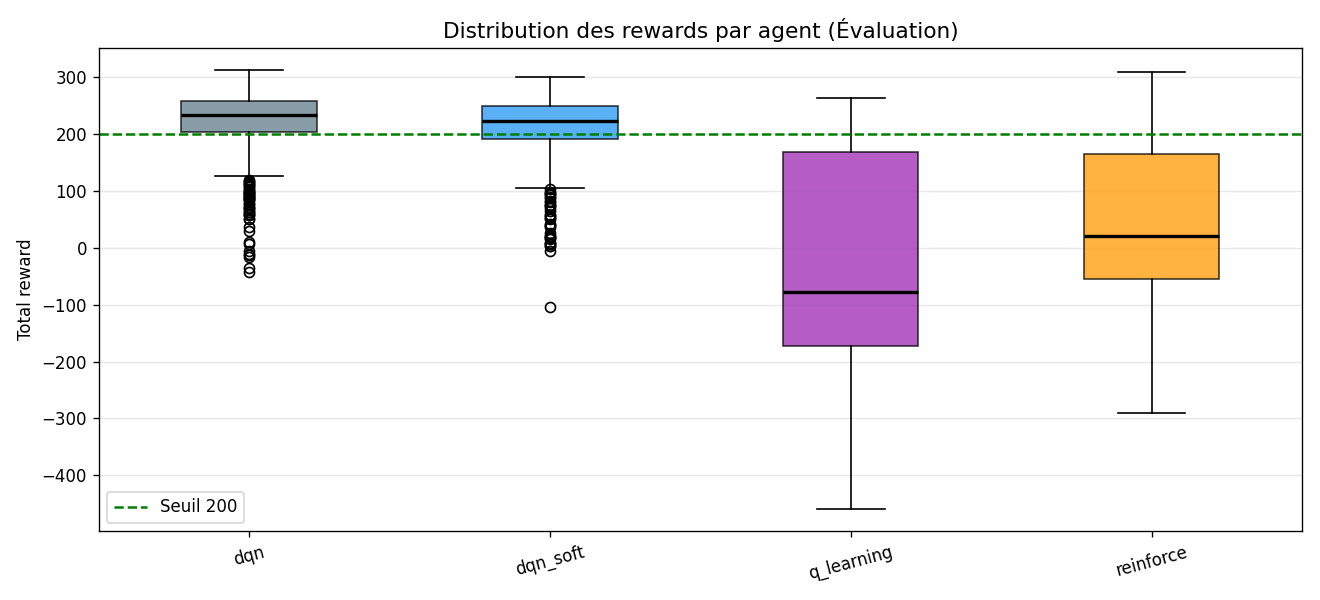 Distribution des rewards par agent (Évaluation)
Total reward
300
200
100
0
−100
−200
−300
−400
Seuil 200
dqn
dqn_soft
q_learning
reinforce